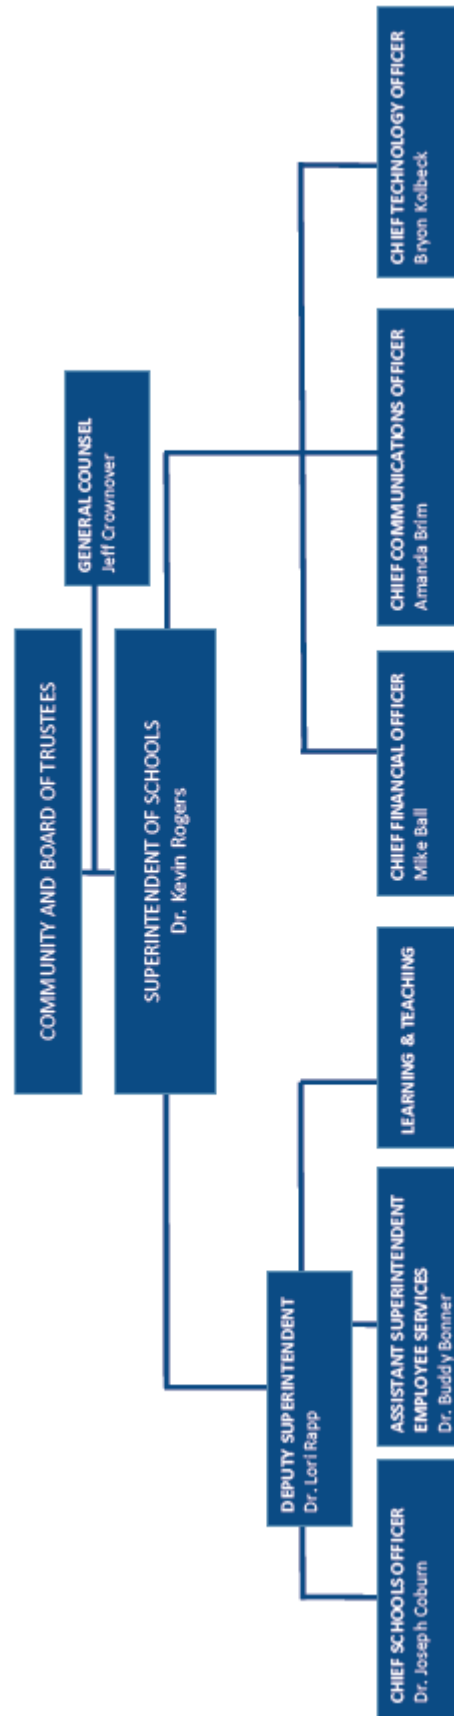 COMMUNITY AND BOARD OF TRUSTEES
GENERAL COUNSEL
Jeff Crownover
SUPERINTENDENT OF SCHOOLS
Dr. Kevin Rogers
DEPUTY SUPERINTENDENT
Dr. Lori Rapp
CHIEF SCHOOLS OFFICER
Dr. Joseph Coburn
ASSISTANT SUPERINTENDENT
EMPLOYEE SERVICES
Dr. Buddy Bonner
LEARNING & TEACHING
CHIEF FINANCIAL OFFICER
Mike Ball
CHIEF COMMUNICATIONS OFFICER
Amanda Brim
CHIEF TECHNOLOGY OFFICER
Bryon Kolbeck